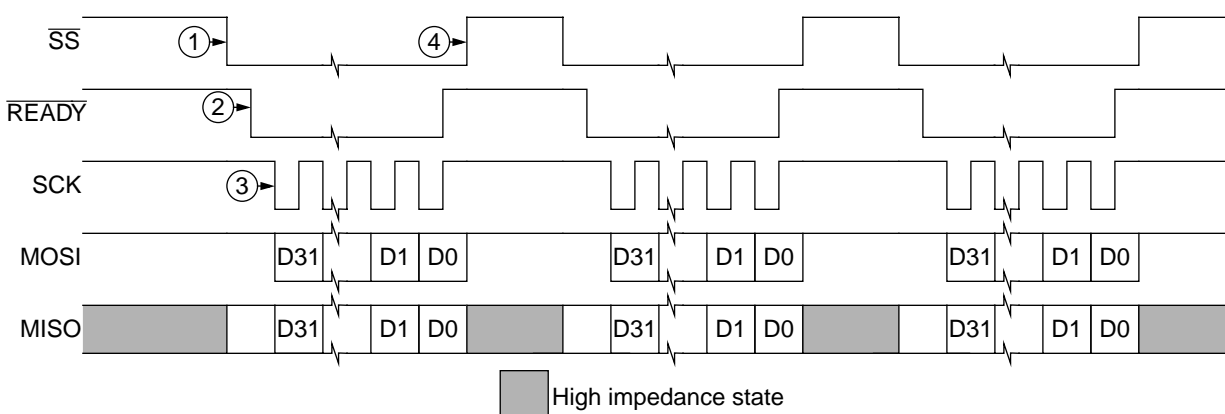 SS 1 4
READY 2
SCK 3
MOSI D31 D1 D0 D31 D1 D0 D31 D1 D0
MISO D31 D1 D0 D31 D1 D0 D31 D1 D0
High impedance state